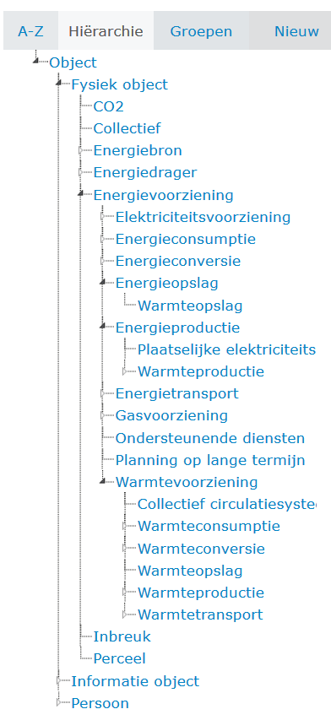 A-Z Hiërarchie Groepen Nieuw
Object
Fysiek object
CO2
Collectief
Energiebron
Energiedrager
Energievoorziening
Elektriciteitsvoorziening
Energieconsumptie
Energieconversie
Energieopslag
Warmteopslag
Energieproductie
Plaatselijke elektriciteits
Warmteproductie
Energietransport
Gasvoorziening
Ondersteunende diensten
Planning op lange termijn
Warmtevoorziening
Collectief circulatiesyste
Warmteconsumptie
Warmteconversie
Warmteopslag
Warmteproductie
Warmtetransport
Inbreuk
Perceel
Informatie object
Persoon